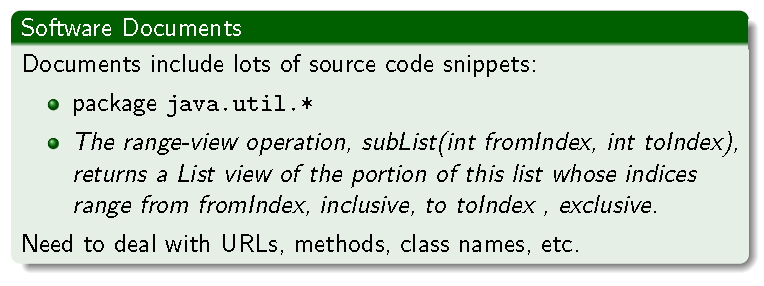 Software Documents
Documents include lots of source code snippets:
package java.util.*
The range-view operation, subList(int fromIndex, int toIndex),
returns a List view of the portion of this list whose indices
range from fromIndex, inclusive, to toIndex , exclusive.
Need to deal with URLs, methods, class names, etc.